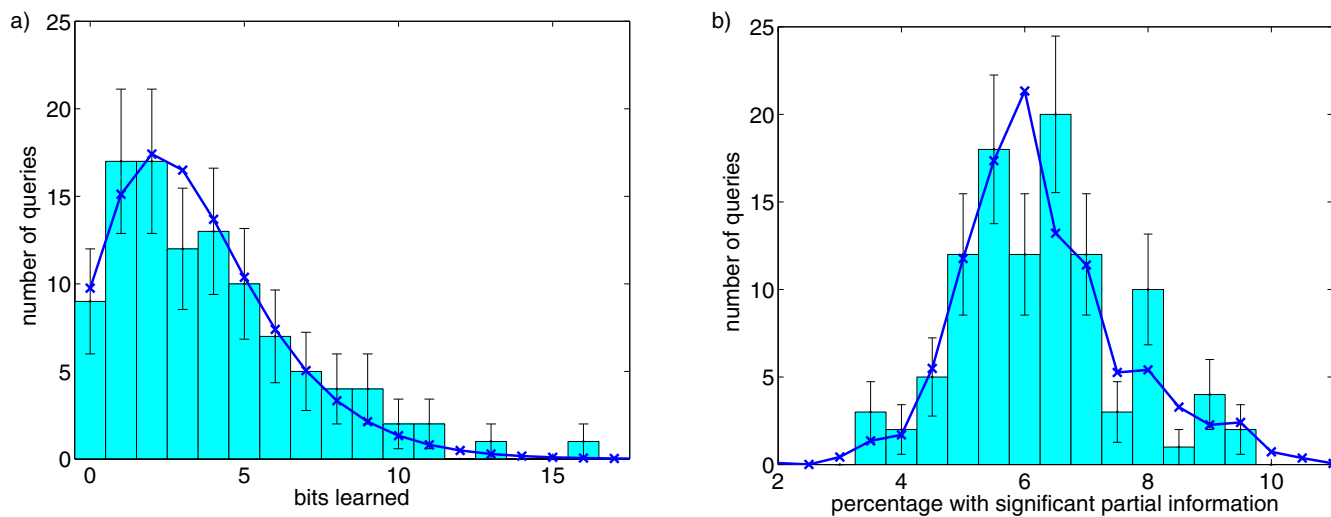 a)
25
20
15
10
5
0
number of queries
0 5 10 15
bits learned
b)
25
20
15
10
5
0
number of queries
2 4 6 8 10
percentage with significant partial information